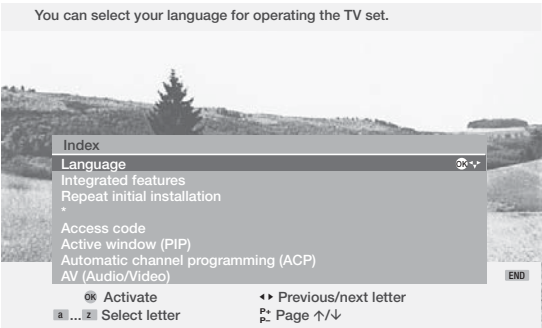 You can select your language for operating the TV set.
Index
Language OK
Integrated features
Repeat initial installation
*
Access code
Active window (PIP)
Automatic channel programming (ACP)
AV (Audio/Video)
END
OK Activate
Previous/next letter
a ... z Select letter
P+ P– Page ↑/↓